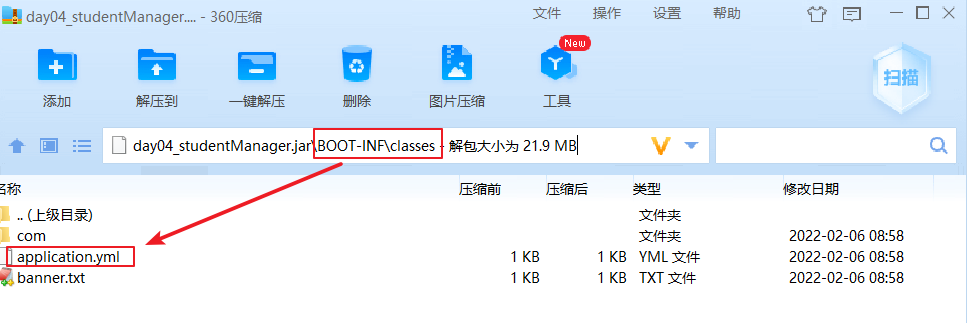 day04_studentManager.... - 360压缩 文件 操作 设置 帮助
New
添加 解压到 一键解压 删除 图片压缩 工具 扫描
day04_studentManager.jar\BOOT-INF\classes - 解包大小为 21.9 MB
名称 压缩前 压缩后 类型 修改日期
.. (上级目录) 文件夹
com 文件夹 2022-02-06 08:58
application.yml 1 KB 1 KB YML 文件 2022-02-06 08:58
banner.txt 1 KB 1 KB TXT 文件 2022-02-06 08:58